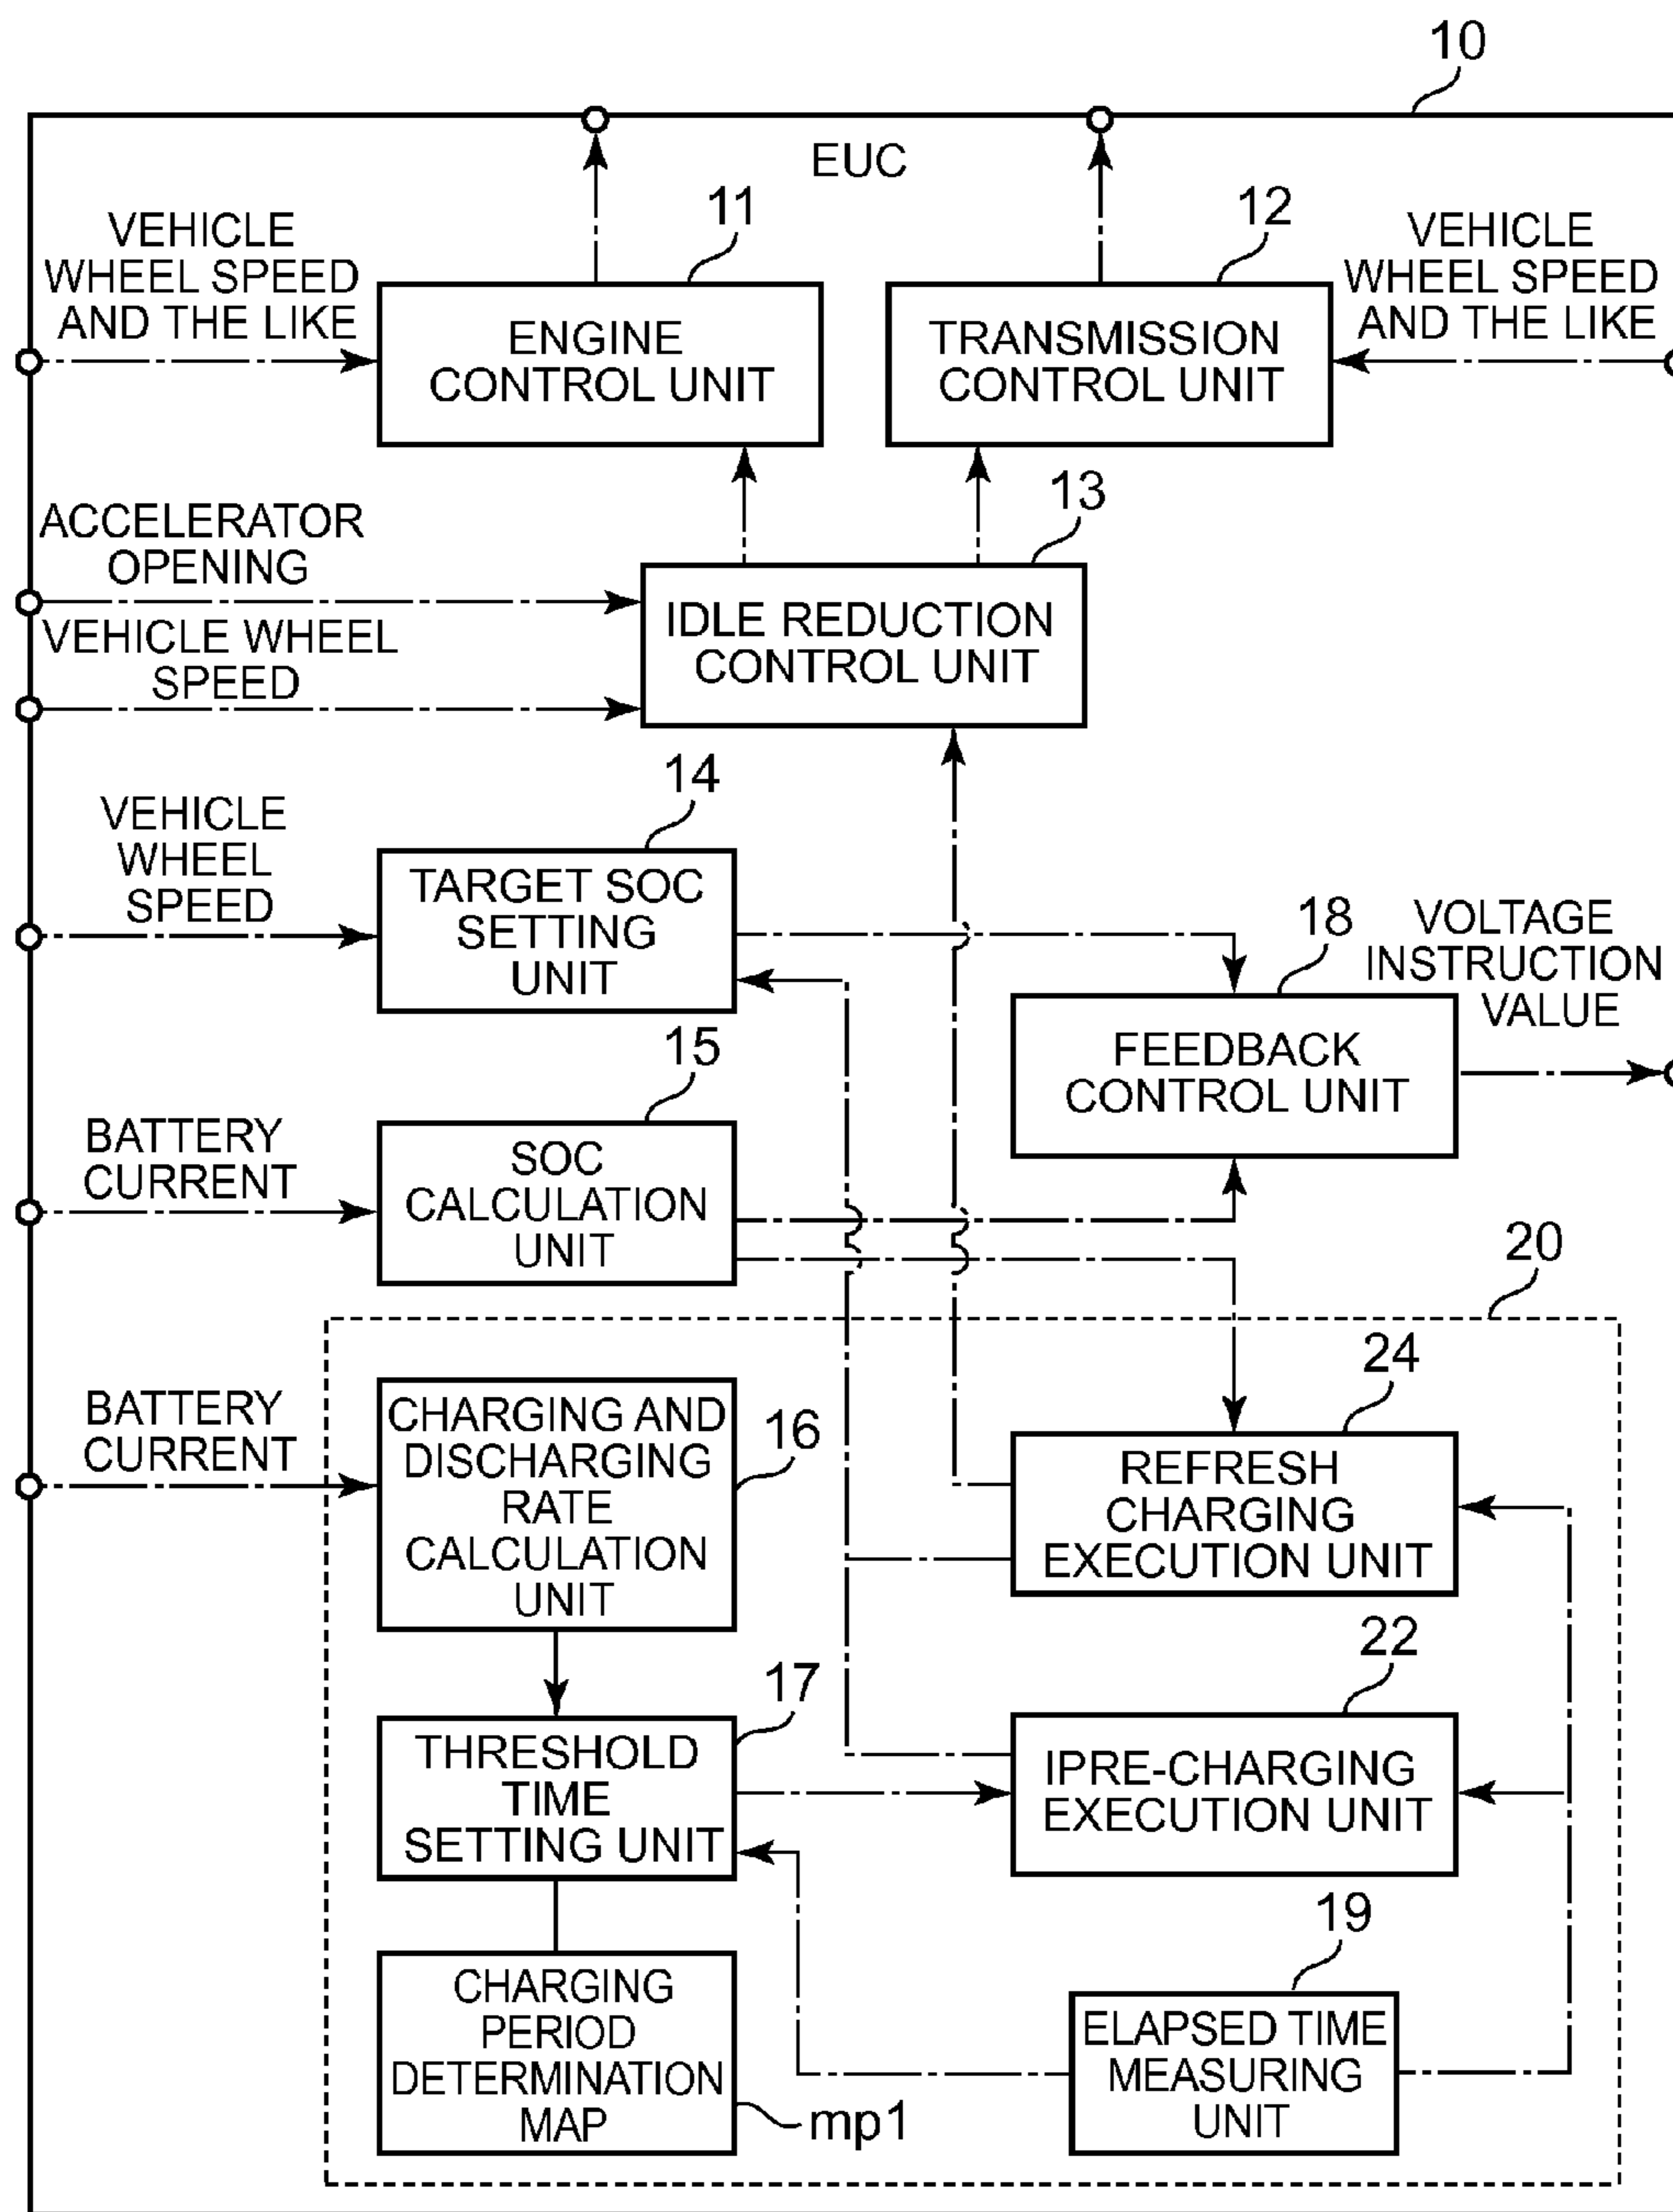 10
EUC
11
12
VEHICLE
WHEEL SPEED
AND THE LIKE
VEHICLE
WHEEL SPEED
AND THE LIKE
ENGINE
CONTROL UNIT
TRANSMISSION
CONTROL UNIT
13
ACCELERATOR
OPENING
VEHICLE WHEEL
SPEED
IDLE REDUCTION
CONTROL UNIT
14
VEHICLE
WHEEL
SPEED
TARGET SOC
SETTING
UNIT
18
VOLTAGE
INSTRUCTION
VALUE
FEEDBACK
CONTROL UNIT
15
BATTERY
CURRENT
SOC
CALCULATION
UNIT
20
24
BATTERY
CURRENT
CHARGING AND
DISCHARGING
RATE
CALCULATION
UNIT
16
REFRESH
CHARGING
EXECUTION UNIT
22
17
THRESHOLD
TIME
SETTING UNIT
IPRE-CHARGING
EXECUTION UNIT
19
CHARGING
PERIOD
DETERMINATION
MAP
mp1
ELAPSED TIME
MEASURING
UNIT